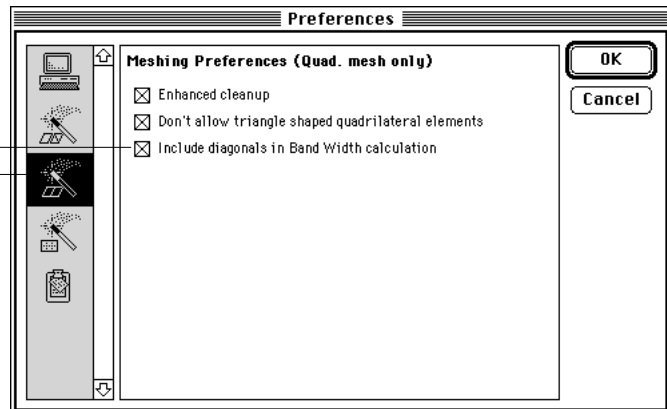 Preferences
Meshing Preferences (Quad. mesh only)
Enhanced cleanup
Don't allow triangle shaped quadrilateral elements
Include diagonals in Band Width calculation
OK
Cancel